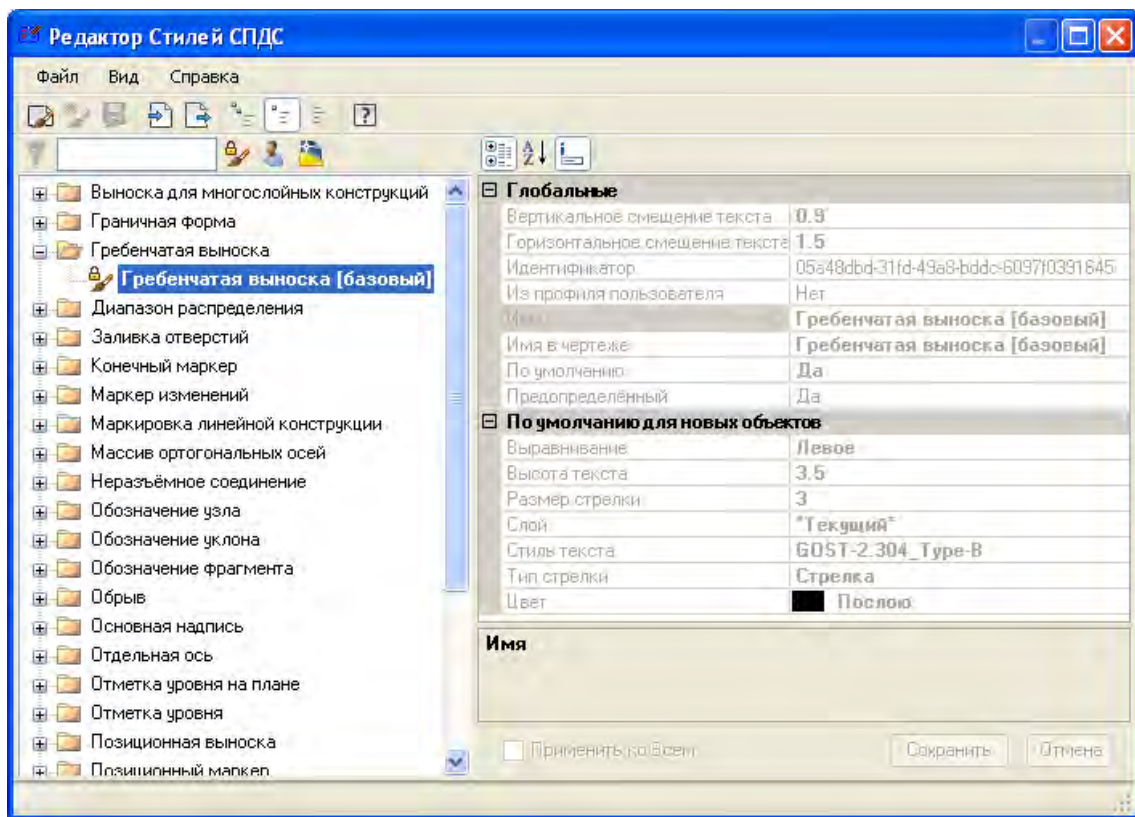 Редактор Стилей СПДС
Файл Вид Справка
Выноска для многослойных конструкций
Граничная форма
Гребенчатая выноска
Гребенчатая выноска [базовый]
Диапазон распределения
Заливка отверстий
Конечный маркер
Маркер изменений
Маркировка линейной конструкции
Массив ортогональных осей
Неразъёмное соединение
Обозначение узла
Обозначение уклона
Обозначение фрагмента
Обрыв
Основная надпись
Отдельная ось
Отметка уровня на плане
Отметка уровня
Позиционная выноска
Позиционный маркер
Глобальные
Вертикальное смещение текста 0.9
Горизонтальное смещение текста 1.5
Идентификатор 05a48dbd-31fd-49a8-bddc-6097f0391645
Из профиля пользователя Нет
Имя Гребенчатая выноска [базовый]
Имя в чертеже Гребенчатая выноска [базовый]
По умолчанию Да
Предопределённый Да
По умолчанию для новых объектов
Выравнивание Левое
Высота текста 3.5
Размер стрелки 3
Слой "Текущий"
Стиль текста GOST-2.304_Type-B
Тип стрелки Стрелка
Цвет Послою
Имя
Применить ко Всем Сохранить Отмена